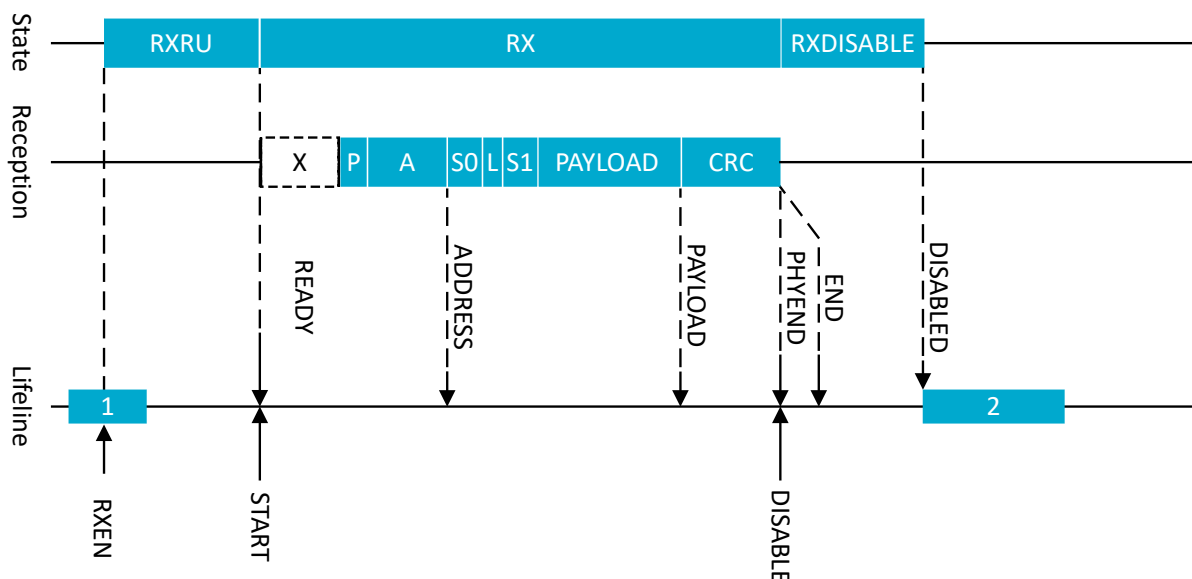 State
RXRU
RX
RXDISABLE
Reception
X
P
A
S0
L
S1
PAYLOAD
CRC
READY
ADDRESS
PAYLOAD
PHYEND
END
DISABLED
Lifeline
1
2
RXEN
START
DISABLE